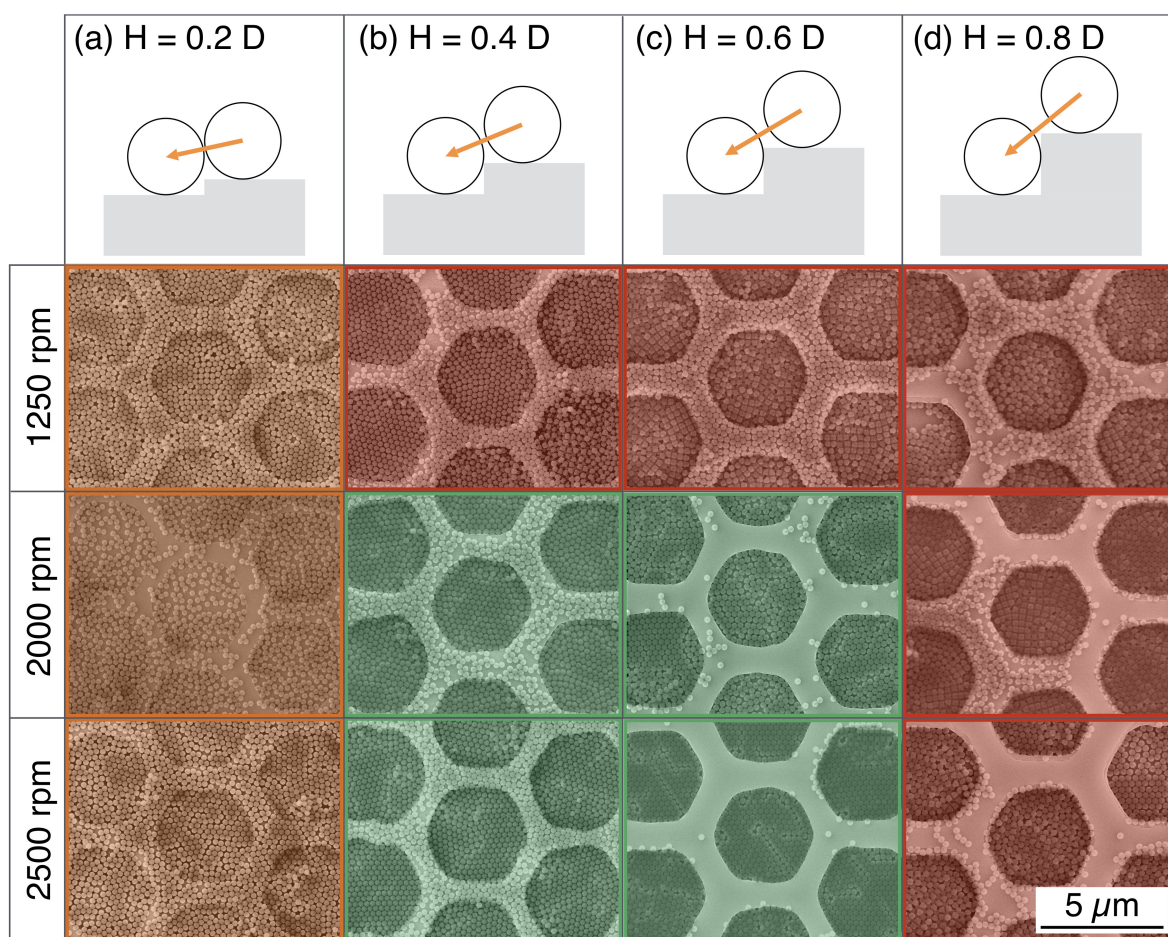 (a) H = 0.2 D
(b) H = 0.4 D
(c) H = 0.6 D
(d) H = 0.8 D
1250 rpm
2000 rpm
2500 rpm
5 μm